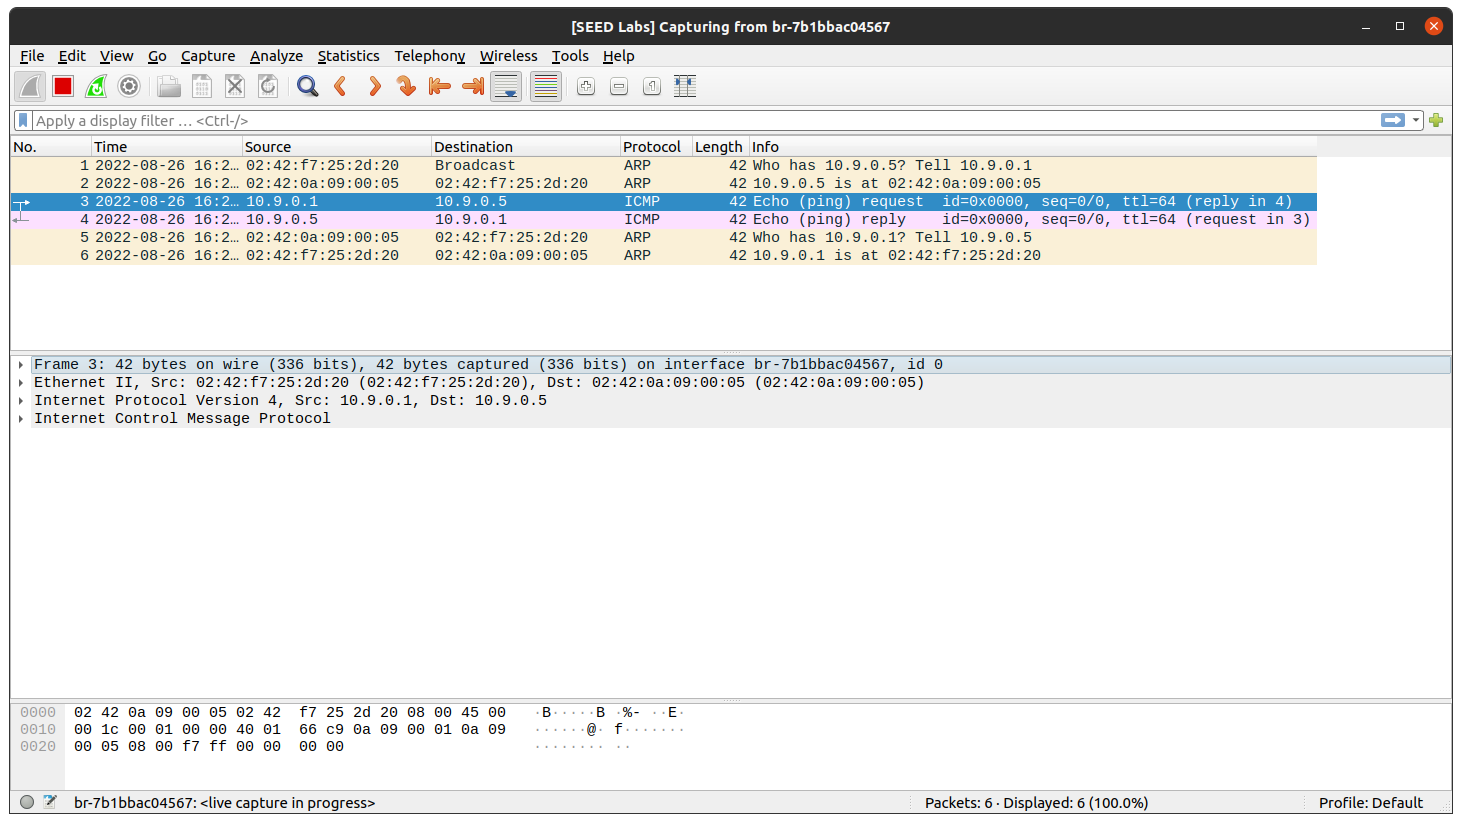 [SEED Labs] Capturing from br-7b1bbac04567
File Edit View Go Capture Analyze Statistics Telephony Wireless Tools Help
Apply a display filter … <Ctrl-/>
No. Time Source Destination Protocol Length Info
1 2022-08-26 16:2… 02:42:f7:25:2d:20 Broadcast ARP 42 Who has 10.9.0.5? Tell 10.9.0.1
2 2022-08-26 16:2… 02:42:0a:09:00:05 02:42:f7:25:2d:20 ARP 42 10.9.0.5 is at 02:42:0a:09:00:05
3 2022-08-26 16:2… 10.9.0.1 10.9.0.5 ICMP 42 Echo (ping) request id=0x0000, seq=0/0, ttl=64 (reply in 4)
4 2022-08-26 16:2… 10.9.0.5 10.9.0.1 ICMP 42 Echo (ping) reply id=0x0000, seq=0/0, ttl=64 (request in 3)
5 2022-08-26 16:2… 02:42:0a:09:00:05 02:42:f7:25:2d:20 ARP 42 Who has 10.9.0.1? Tell 10.9.0.5
6 2022-08-26 16:2… 02:42:f7:25:2d:20 02:42:0a:09:00:05 ARP 42 10.9.0.1 is at 02:42:f7:25:2d:20
Frame 3: 42 bytes on wire (336 bits), 42 bytes captured (336 bits) on interface br-7b1bbac04567, id 0
Ethernet II, Src: 02:42:f7:25:2d:20 (02:42:f7:25:2d:20), Dst: 02:42:0a:09:00:05 (02:42:0a:09:00:05)
Internet Protocol Version 4, Src: 10.9.0.1, Dst: 10.9.0.5
Internet Control Message Protocol
0000 02 42 0a 09 00 05 02 42 f7 25 2d 20 08 00 45 00 ·B·····B ·%- ··E·
0010 00 1c 00 01 00 00 40 01 66 c9 0a 09 00 01 0a 09 ······@· f·······
0020 00 05 08 00 f7 ff 00 00 00 00 ········ ··
br-7b1bbac04567: <live capture in progress> Packets: 6 · Displayed: 6 (100.0%) Profile: Default